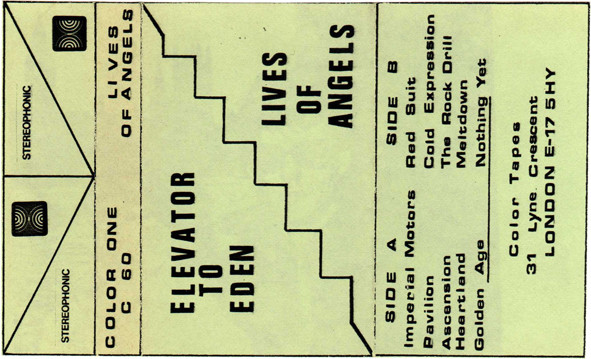 STEREOPHONIC
STEREOPHONIC
COLOR ONE
C 60
LIVES
OF ANGELS
ELEVATOR
TO
EDEN
LIVES
OF
ANGELS
SIDE A
Imperial Motors
Pavilion
Ascension
Heartland
Golden Age
SIDE B
Red Suit
Cold Expression
The Rock Drill
Meltdown
Nothing Yet
Color Tapes
31 Lyne Crescent
LONDON E-17 5HY